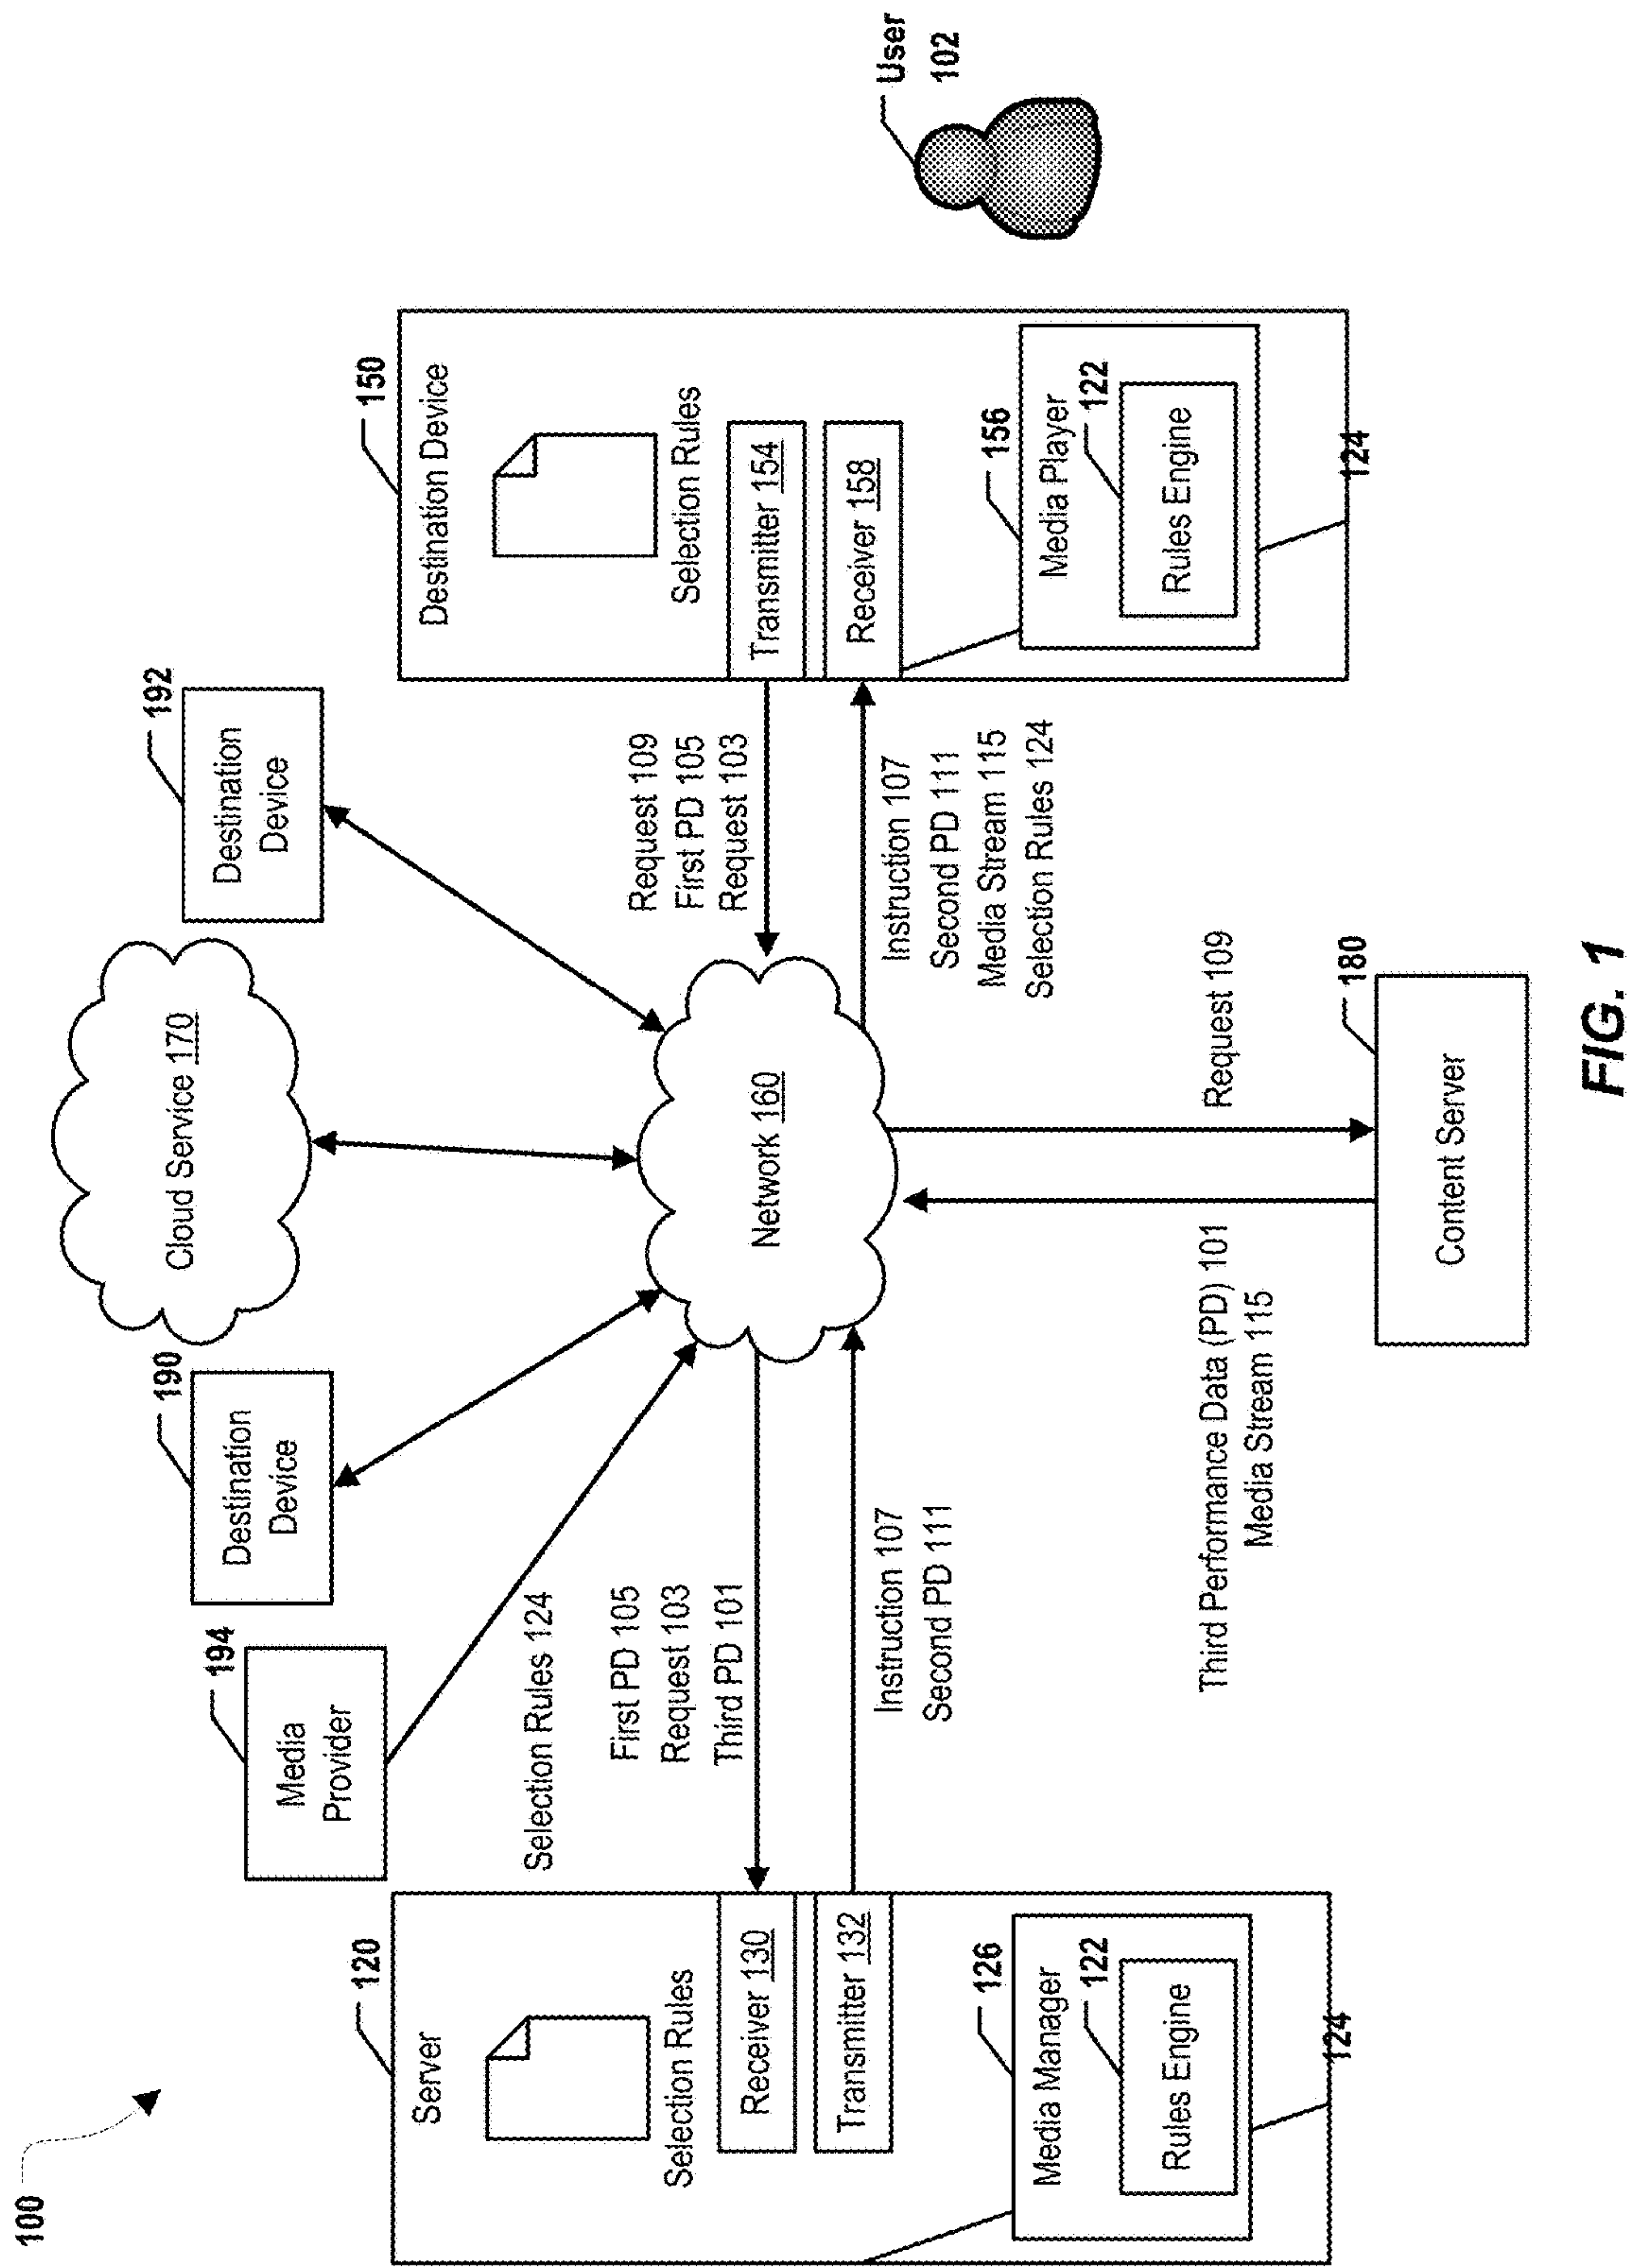 100
Cloud Service 170
194
Media
Provider
190
Destination
Device
192
Destination
Device
120
Server
Selection Rules
Receiver 130
Transmitter 132
126
Media Manager
122
Rules Engine
124
Selection Rules 124
First PD 105
Request 103
Third PD 101
Instruction 107
Second PD 111
Network 160
Request 109
First PD 105
Request 103
Instruction 107
Second PD 111
Media Stream 115
Selection Rules 124
150
Destination Device
Selection Rules
Transmitter 154
Receiver 158
156
Media Player
122
Rules Engine
124
User
102
Third Performance Data (PD) 101
Media Stream 115
Request 109
180
Content Server
FIG. 1